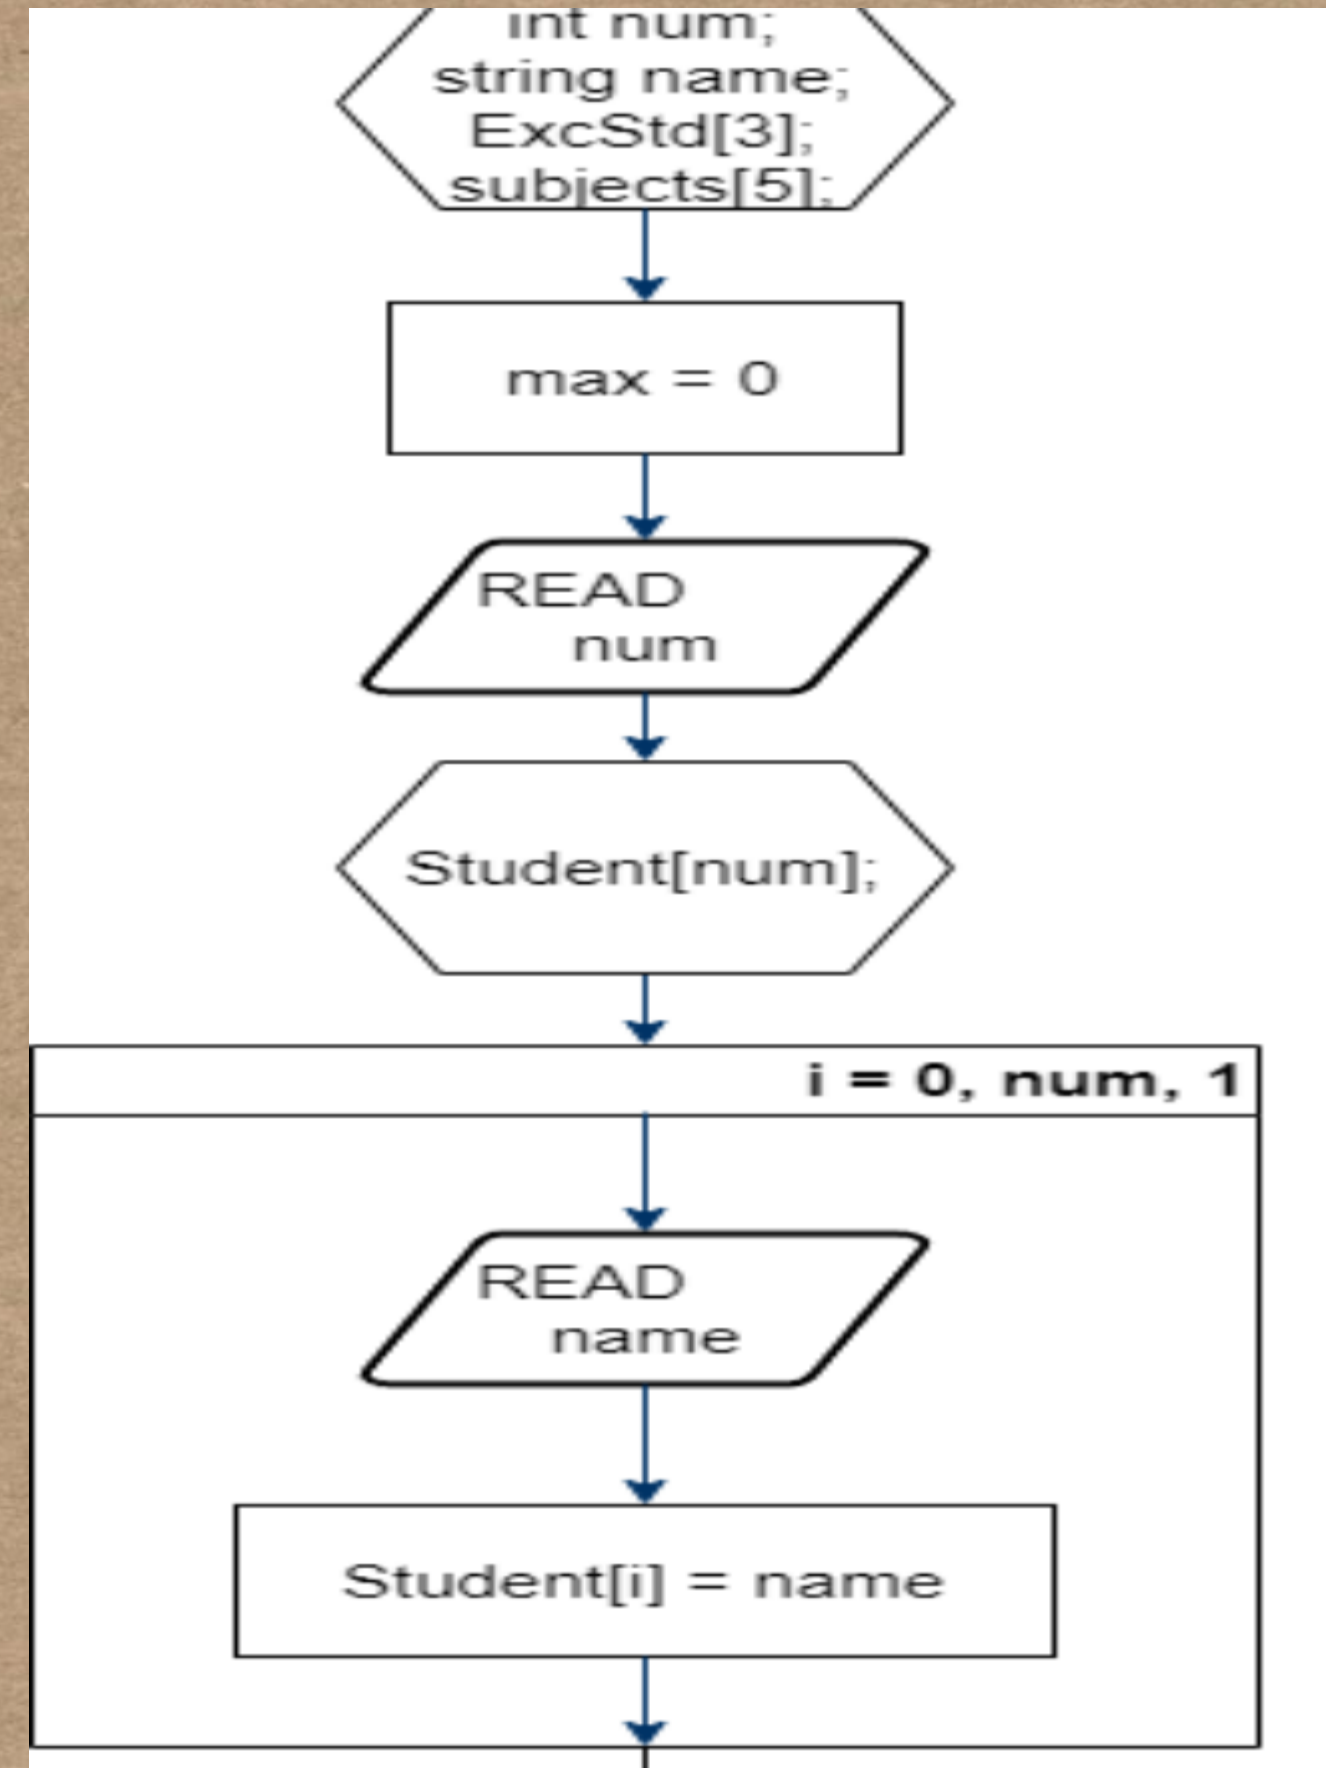 int num;
string name;
ExcStd[3];
subjects[5];
max = 0
READ
num
Student[num];
i = 0, num, 1
READ
name
Student[i] = name